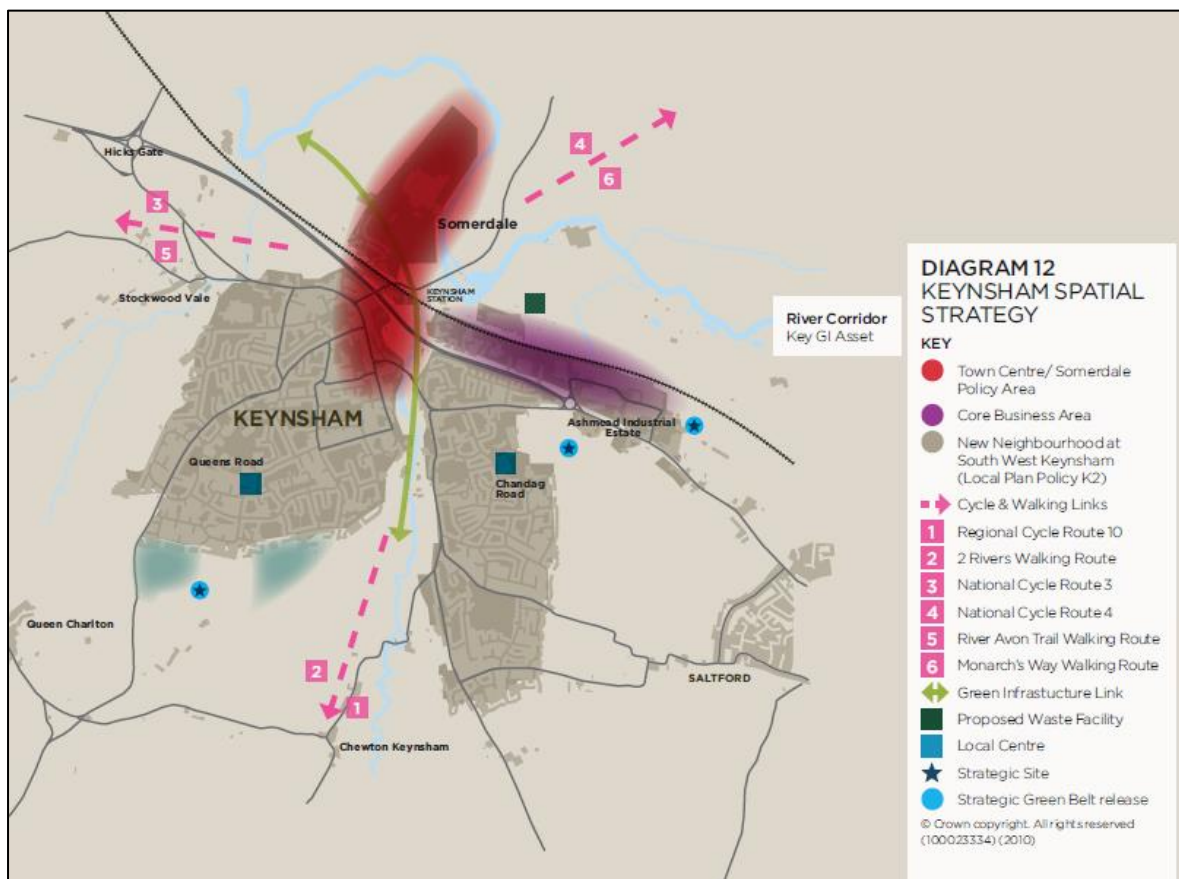 Hicks Gate
4
6
3
5
Somerdale
Stockwood Vale
KEYNSHAM
STATION
River Corridor
Key GI Asset
KEYNSHAM
Ashmead Industrial
Estate
Queens Road
Chandag
Road
Queen Charlton
2
1
SALTFORD
Chewton Keynsham
DIAGRAM 12
KEYNSHAM SPATIAL
STRATEGY
KEY
Town Centre/ Somerdale
Policy Area
Core Business Area
New Neighbourhood at
South West Keynsham
(Local Plan Policy K2)
Cycle & Walking Links
1 Regional Cycle Route 10
2 2 Rivers Walking Route
3 National Cycle Route 3
4 National Cycle Route 4
5 River Avon Trail Walking Route
6 Monarch's Way Walking Route
Green Infrastucture Link
Proposed Waste Facility
Local Centre
Strategic Site
Strategic Green Belt release
© Crown copyright. All rights reserved
(100023334) (2010)